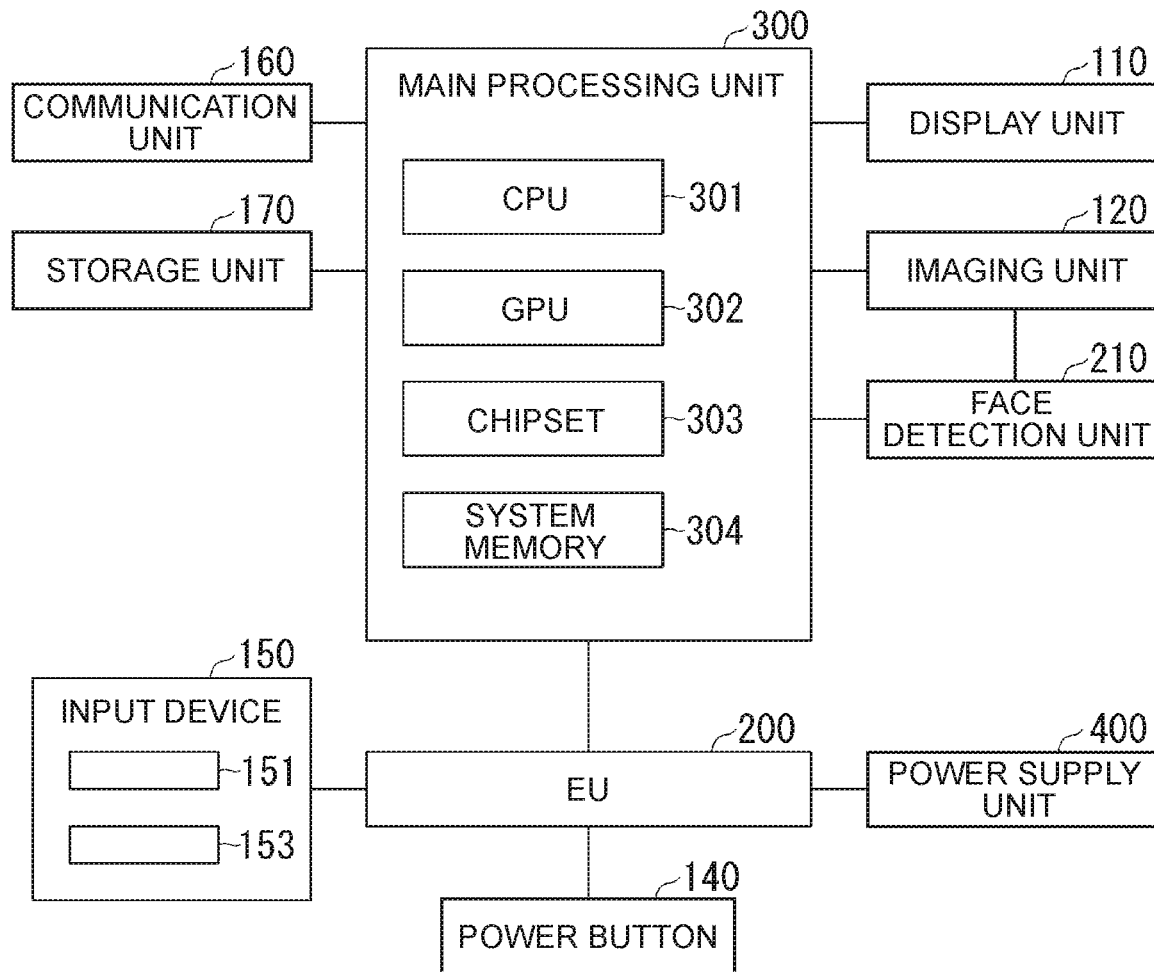 300
160
110
MAIN PROCESSING UNIT
COMMUNICATION
UNIT
DISPLAY UNIT
CPU
301
170
120
STORAGE UNIT
IMAGING UNIT
GPU
302
210
CHIPSET
303
FACE
DETECTION UNIT
SYSTEM
MEMORY
304
150
INPUT DEVICE
200
400
151
EU
POWER SUPPLY
UNIT
153
140
POWER BUTTON